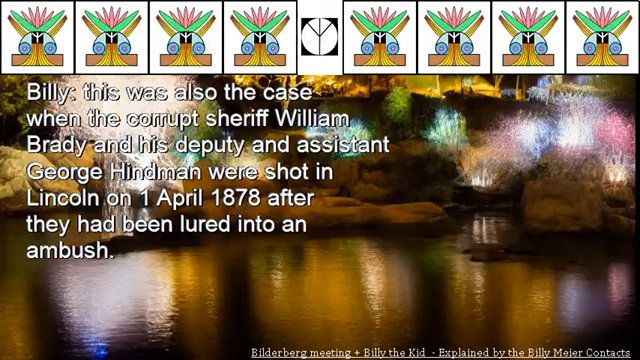 Billy: this was also the case
when the corrupt sheriff William
Brady and his deputy and assistant
George Hindman were shot in
Lincoln on 1 April 1878 after
they had been lured into an
ambush.
Bilderberg meeting + Billy the Kid - Explained by the Billy Meier Contacts